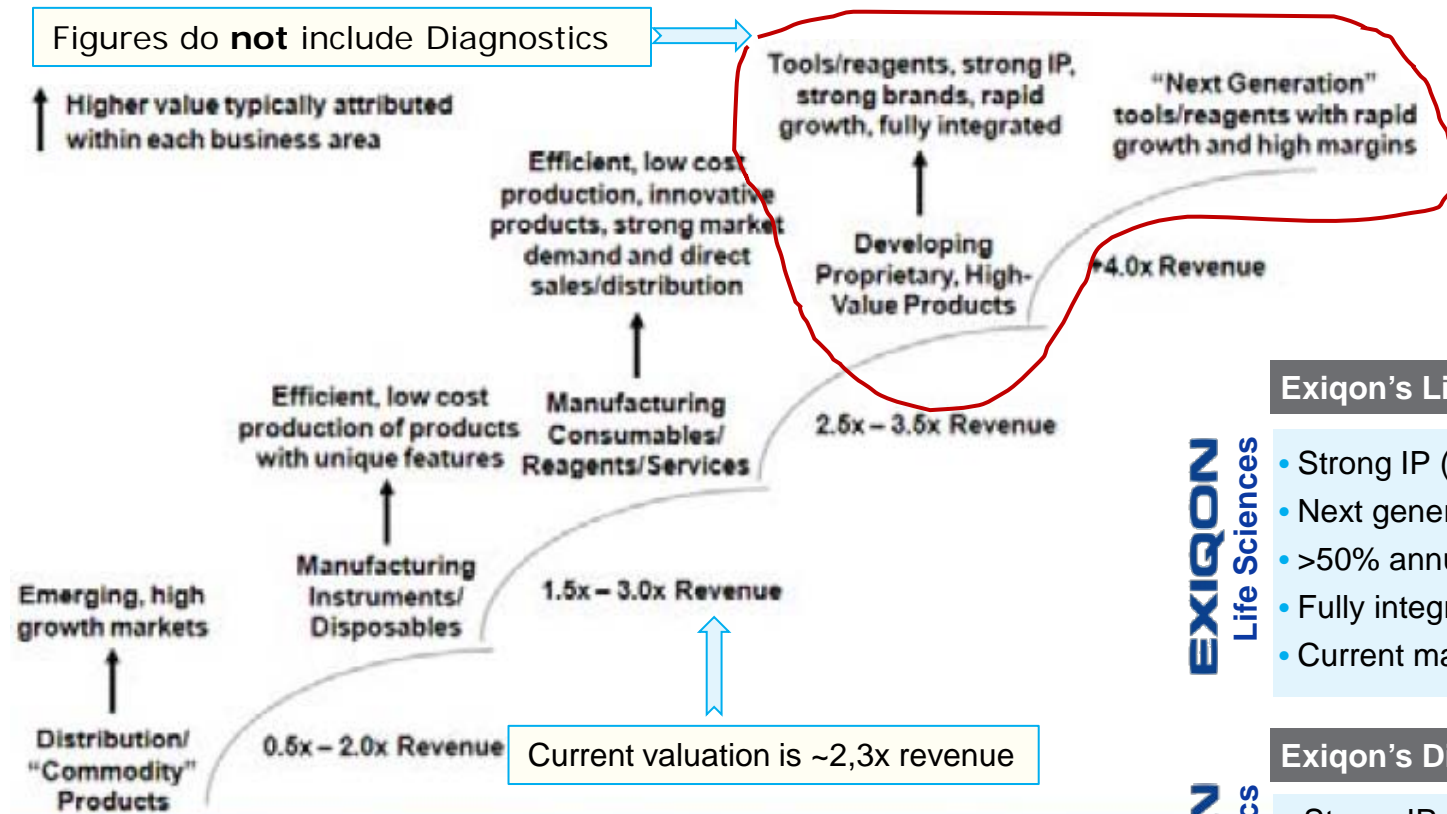 Figures do not include Diagnostics
Higher value typically attributed
within each business area
Tools/reagents, strong IP,
strong brands, rapid
growth, fully integrated
“Next Generation”
tools/reagents with rapid
growth and high margins
Efficient, low cost
production, innovative
products, strong market
demand and direct
sales/distribution
Developing
Proprietary, High-
Value Products
+4.0x Revenue
Efficient, low cost
production of products
with unique features
Manufacturing
Consumables/
Reagents/Services
2.5x – 3.5x Revenue
Emerging, high
growth markets
Manufacturing
Instruments/
Disposables
1.5x – 3.0x Revenue
Distribution/
“Commodity”
Products
0.5x – 2.0x Revenue
Current valuation is ~2,3x revenue
Exiqon’s Li
EXIQON
Life Sciences
• Strong IP (
• Next gener
• >50% annu
• Fully integr
• Current ma
Exiqon’s Di